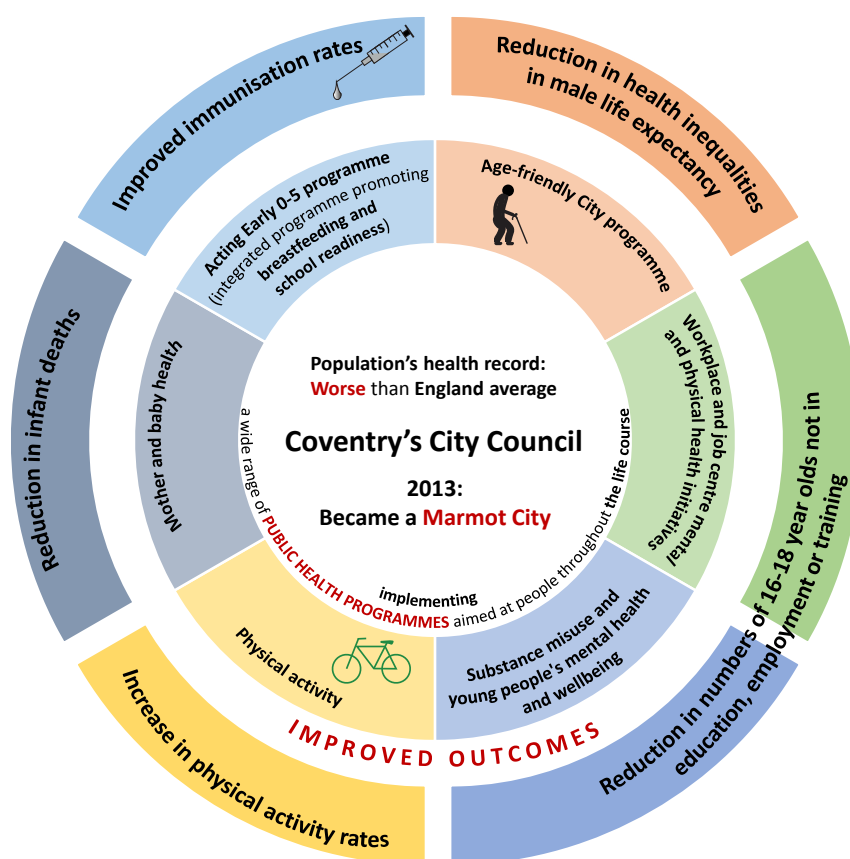 Improved immunisation rates
Reduction in health inequalities
in male life expectancy
Acting Early 0-5 programme
(integrated programme promoting
breastfeeding and
school readiness)
Age-friendly City programme
Reduction in infant deaths
Mother and baby health
Population's health record:
Worse than England average
Coventry's City Council
2013:
Became a Marmot City
implementing
a wide range of PUBLIC HEALTH PROGRAMMES aimed at people throughout the life course
Workplace and job centre mental
and physical health initiatives
Reduction in numbers of 16-18 year olds not in
education, employment or training
Physical activity
Substance misuse and
young people's mental health
and wellbeing
IMPROVED OUTCOMES
Increase in physical activity rates